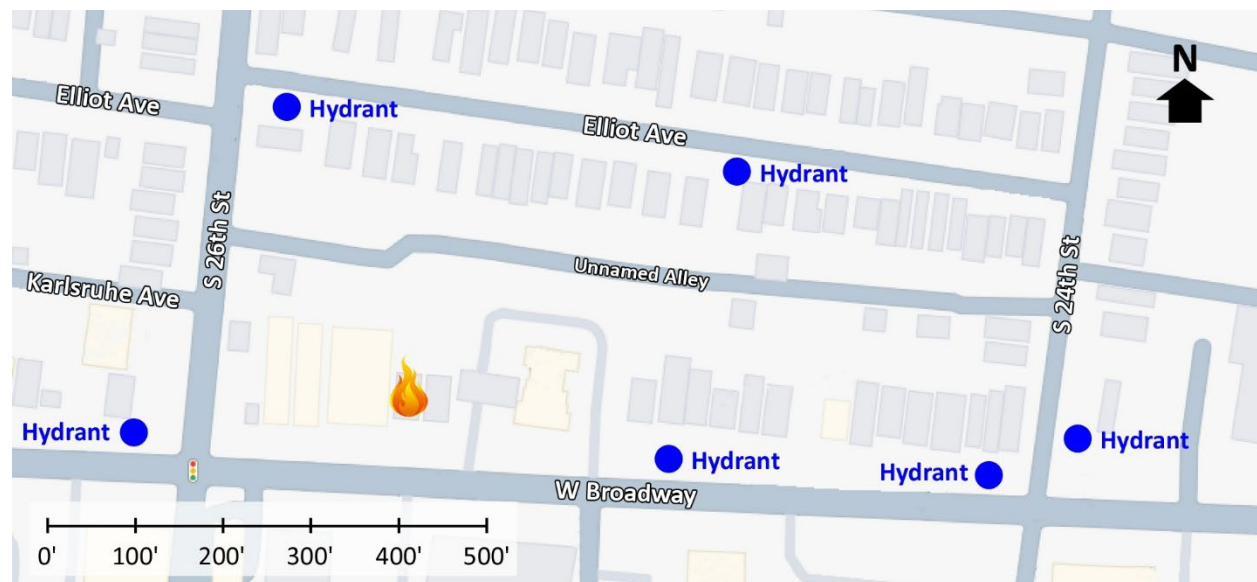 N
Elliot Ave
Hydrant
Elliot Ave
Hydrant
S 26th St
Unnamed Alley
S 24th St
Karlsruhe Ave
Hydrant
Hydrant
Hydrant
Hydrant
W Broadway
0' 100' 200' 300' 400' 500'